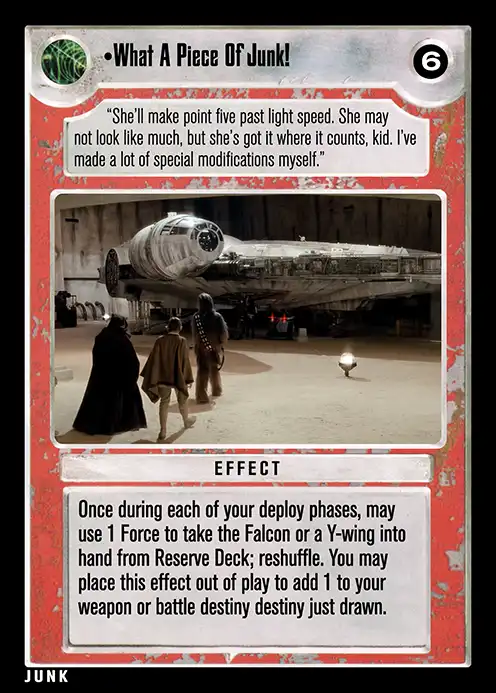 •What A Piece Of Junk!
6
“She'll make point five past light speed. She may
not look like much, but she's got it where it counts, kid. I've
made a lot of special modifications myself.”
EFFECT
Once during each of your deploy phases, may
use 1 Force to take the Falcon or a Y-wing into
hand from Reserve Deck; reshuffle. You may
place this effect out of play to add 1 to your
weapon or battle destiny destiny just drawn.
JUNK